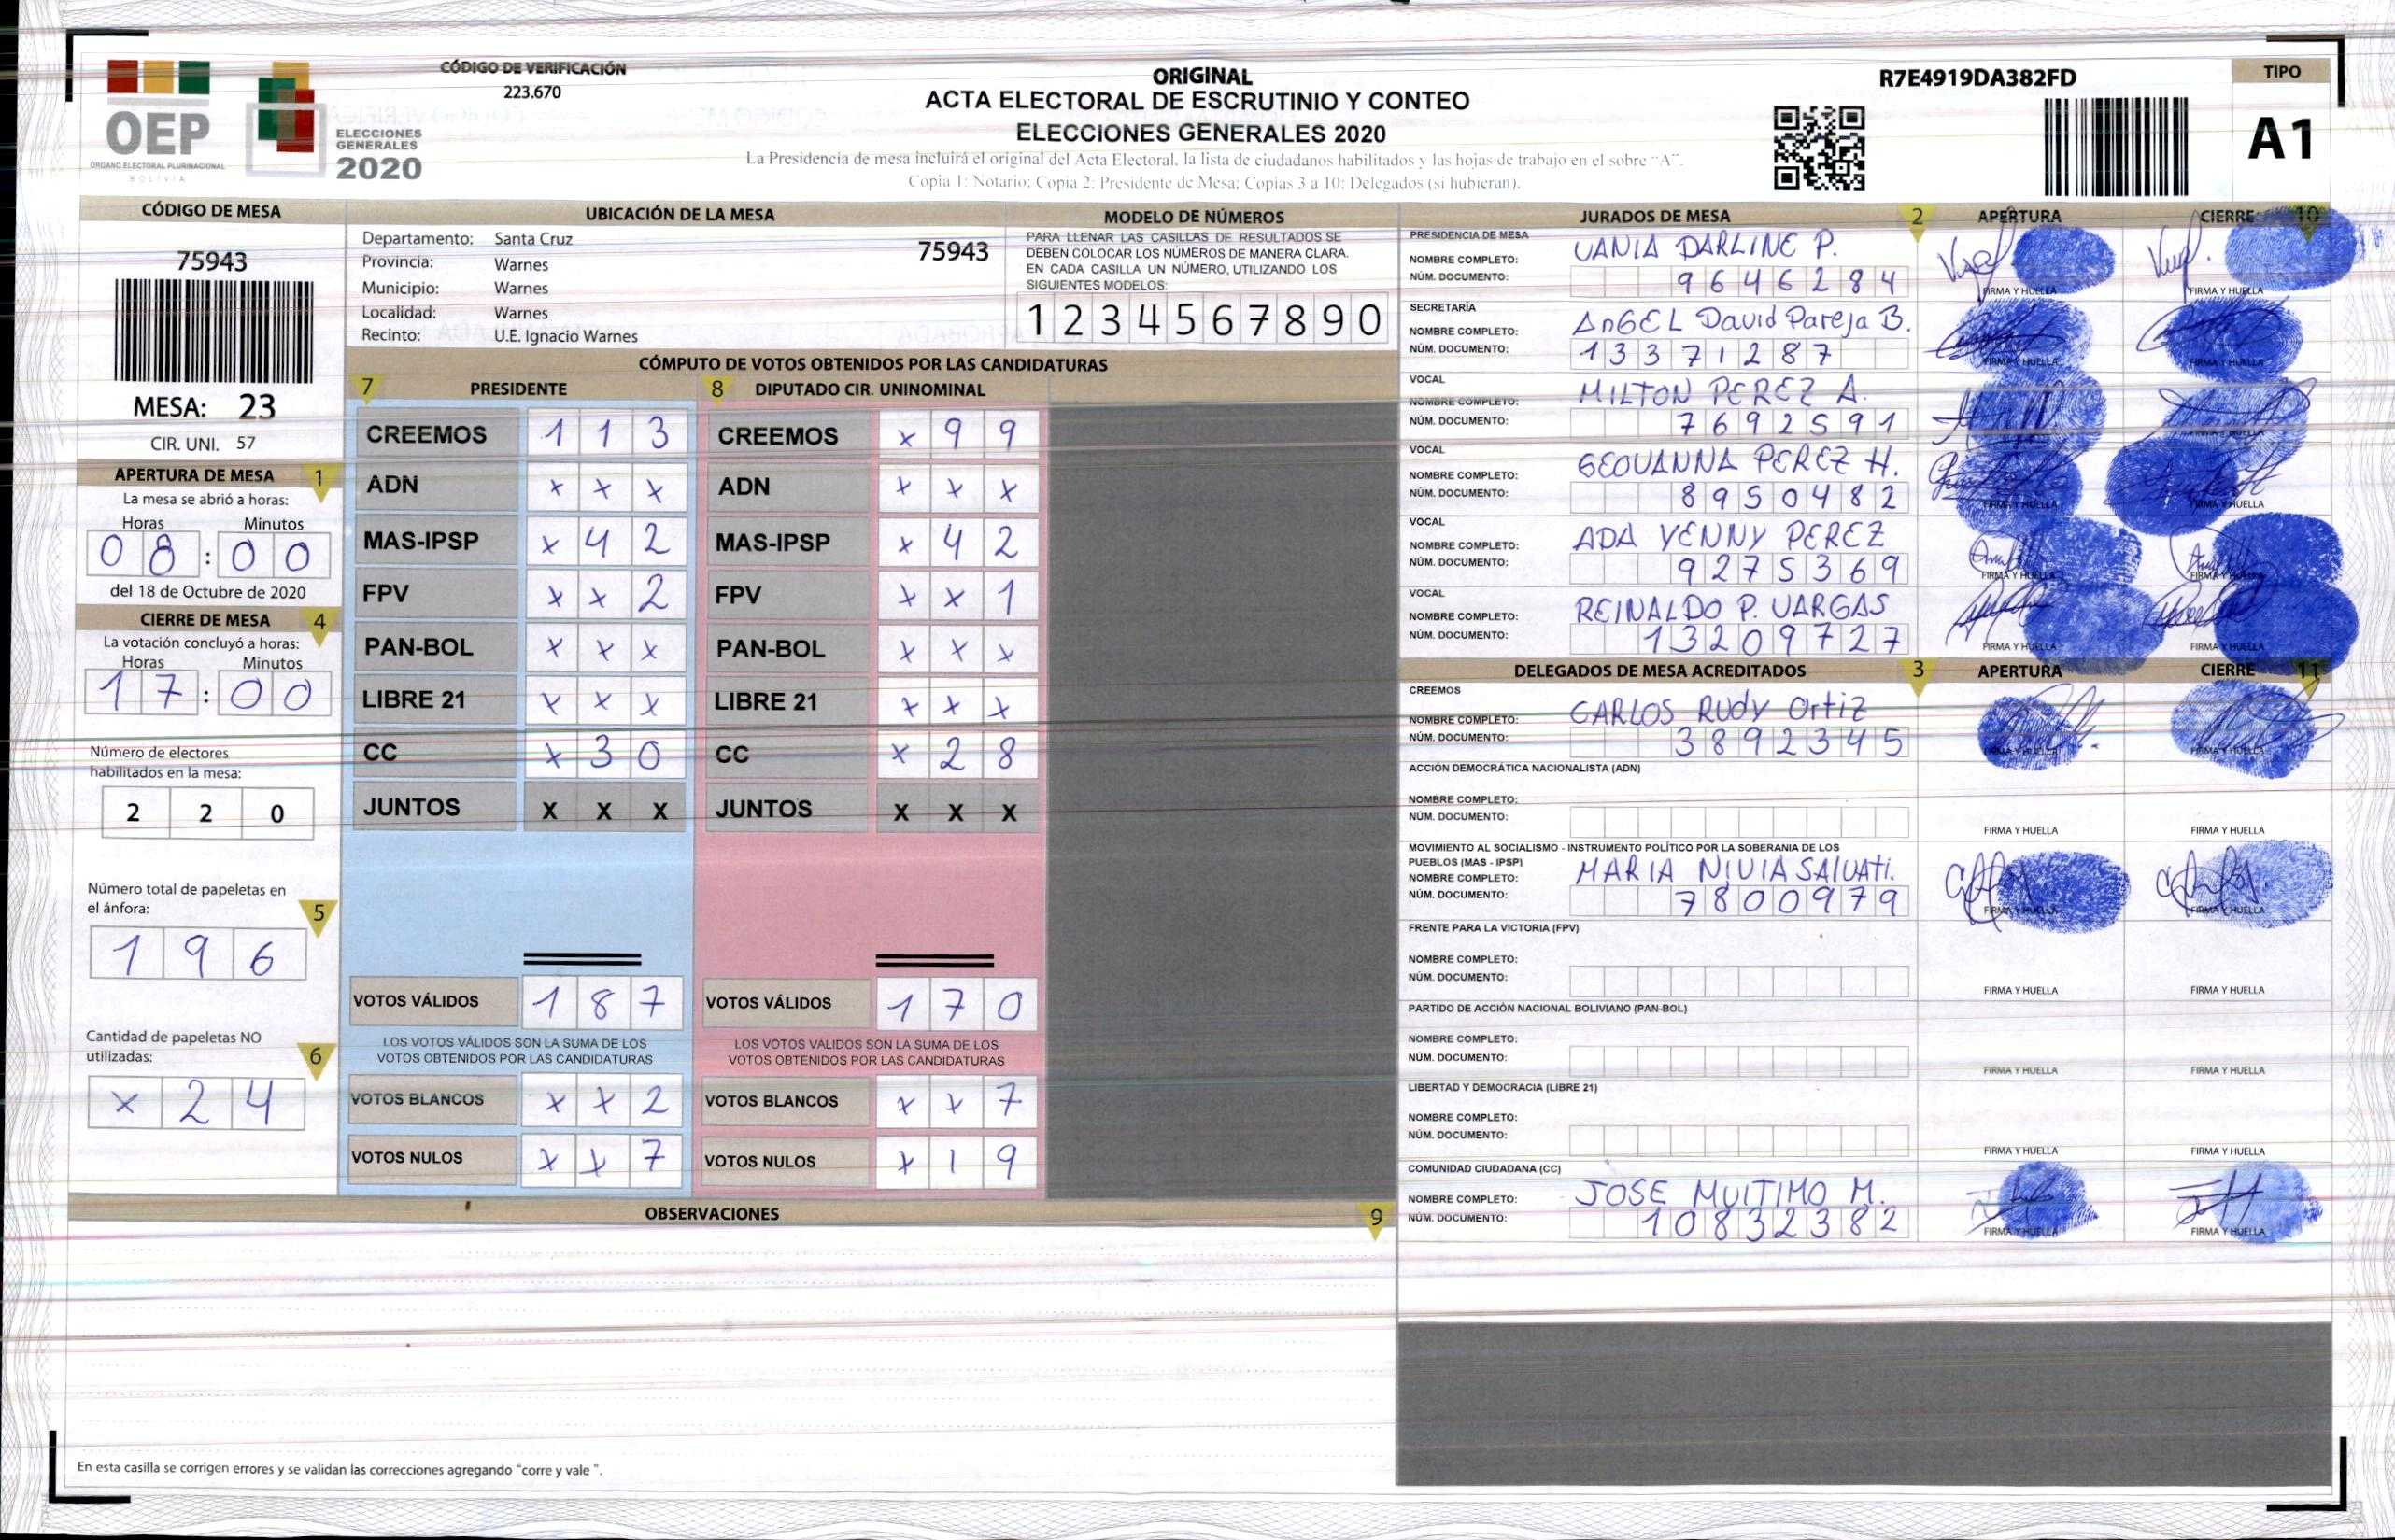 OEP
ÓRGANO ELECTORAL PLURINACIONAL
BOLIVIA
ELECCIONES
GENERALES
2020
CÓDIGO DE VERIFICACIÓN
223.670
ORIGINAL
ACTA ELECTORAL DE ESCRUTINIO Y CONTEO
ELECCIONES GENERALES 2020
La Presidencia de mesa incluirá el original del Acta Electoral, la lista de ciudadanos habilitados y las hojas de trabajo en el sobre "A".
Copia 1: Notario; Copia 2: Presidente de Mesa; Copias 3 a 10: Delegados (si hubieran).
R7E4919DA382FD
TIPO
A1
CÓDIGO DE MESA
75943
MESA: 23
CIR. UNI. 57
APERTURA DE MESA 1
La mesa se abrió a horas:
Horas Minutos
08:00
del 18 de Octubre de 2020
CIERRE DE MESA 4
La votación concluyó a horas:
Horas Minutos
17:00
Número de electores
habilitados en la mesa:
2 2 0
Número total de papeletas en
el ánfora: 5
1 9 6
Cantidad de papeletas NO
utilizadas: 6
x 2 4
UBICACIÓN DE LA MESA
Departamento: Santa Cruz 75943
Provincia: Warnes
Municipio: Warnes
Localidad: Warnes
Recinto: U.E. Ignacio Warnes
MODELO DE NÚMEROS
PARA LLENAR LAS CASILLAS DE RESULTADOS SE
DEBEN COLOCAR LOS NÚMEROS DE MANERA CLARA.
EN CADA CASILLA UN NÚMERO, UTILIZANDO LOS
SIGUIENTES MODELOS:
1 2 3 4 5 6 7 8 9 0
CÓMPUTO DE VOTOS OBTENIDOS POR LAS CANDIDATURAS
7 PRESIDENTE 8 DIPUTADO CIR. UNINOMINAL
CREEMOS 1 1 3 CREEMOS x 9 9
ADN x x x ADN x x x
MAS-IPSP x 4 2 MAS-IPSP x 4 2
FPV x x 2 FPV x x 1
PAN-BOL x x x PAN-BOL x x x
LIBRE 21 x x x LIBRE 21 x x x
CC x 3 0 CC x 2 8
JUNTOS X X X JUNTOS X X X
VOTOS VÁLIDOS 1 8 7 VOTOS VÁLIDOS 1 7 0
LOS VOTOS VÁLIDOS SON LA SUMA DE LOS LOS VOTOS VÁLIDOS SON LA SUMA DE LOS
VOTOS OBTENIDOS POR LAS CANDIDATURAS VOTOS OBTENIDOS POR LAS CANDIDATURAS
VOTOS BLANCOS x x 2 VOTOS BLANCOS x x 7
VOTOS NULOS x x 7 VOTOS NULOS x 1 9
OBSERVACIONES 9
En esta casilla se corrigen errores y se validan las correcciones agregando "corre y vale ".
JURADOS DE MESA 2 APERTURA CIERRE 10
PRESIDENCIA DE MESA
NOMBRE COMPLETO: VANIA DARLINE P.
NÚM. DOCUMENTO: 9646284
FIRMA Y HUELLA FIRMA Y HUELLA
SECRETARÍA
NOMBRE COMPLETO: AnGEL David Pareja B.
NÚM. DOCUMENTO: 13371287
FIRMA Y HUELLA FIRMA Y HUELLA
VOCAL
NOMBRE COMPLETO: MILTON PEREZ A.
NÚM. DOCUMENTO: 7692591
FIRMA Y HUELLA FIRMA Y HUELLA
VOCAL
NOMBRE COMPLETO: GEOVANNA PEREZ H.
NÚM. DOCUMENTO: 8950482
FIRMA Y HUELLA FIRMA Y HUELLA
VOCAL
NOMBRE COMPLETO: ADA YENNY PEREZ
NÚM. DOCUMENTO: 9275369
FIRMA Y HUELLA FIRMA Y HUELLA
VOCAL
NOMBRE COMPLETO: REINALDO P. VARGAS
NÚM. DOCUMENTO: 13209727
FIRMA Y HUELLA FIRMA Y HUELLA
DELEGADOS DE MESA ACREDITADOS 3 APERTURA CIERRE 11
CREEMOS
NOMBRE COMPLETO: CARLOS RUdy OrtiZ
NÚM. DOCUMENTO: 3892345
FIRMA Y HUELLA FIRMA Y HUELLA
ACCIÓN DEMOCRÁTICA NACIONALISTA (ADN)
NOMBRE COMPLETO:
NÚM. DOCUMENTO:
FIRMA Y HUELLA FIRMA Y HUELLA
MOVIMIENTO AL SOCIALISMO - INSTRUMENTO POLÍTICO POR LA SOBERANIA DE LOS
PUEBLOS (MAS - IPSP)
NOMBRE COMPLETO: MARIA NIVIA SALVATI.
NÚM. DOCUMENTO: 7800979
FIRMA Y HUELLA FIRMA Y HUELLA
FRENTE PARA LA VICTORIA (FPV)
NOMBRE COMPLETO:
NÚM. DOCUMENTO:
FIRMA Y HUELLA FIRMA Y HUELLA
PARTIDO DE ACCIÓN NACIONAL BOLIVIANO (PAN-BOL)
NOMBRE COMPLETO:
NÚM. DOCUMENTO:
FIRMA Y HUELLA FIRMA Y HUELLA
LIBERTAD Y DEMOCRACIA (LIBRE 21)
NOMBRE COMPLETO:
NÚM. DOCUMENTO:
FIRMA Y HUELLA FIRMA Y HUELLA
COMUNIDAD CIUDADANA (CC)
NOMBRE COMPLETO: JOSE MUITIMO M.
NÚM. DOCUMENTO: 10832382
FIRMA Y HUELLA FIRMA Y HUELLA